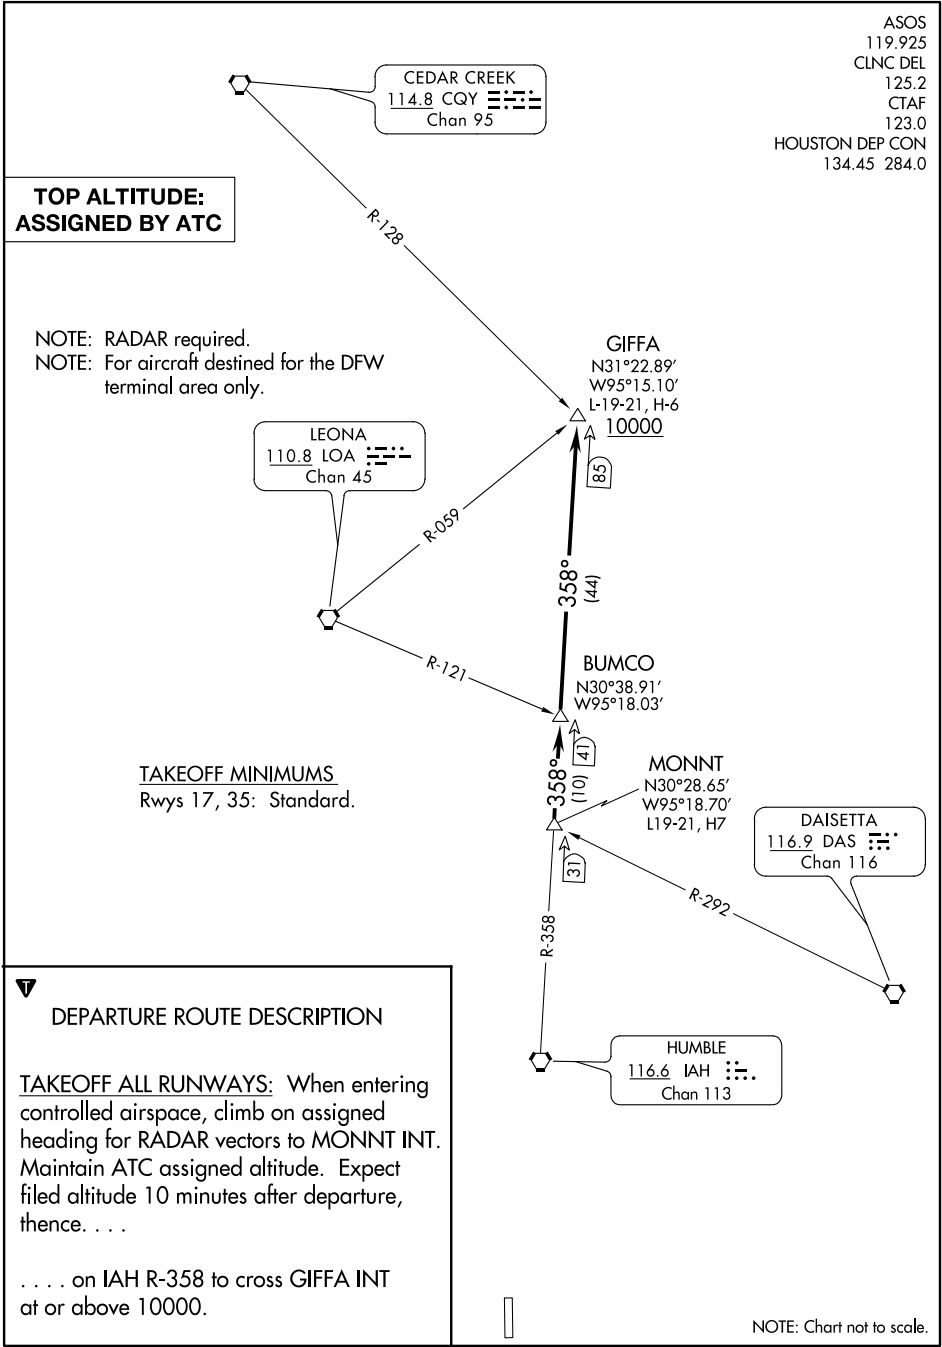 ASOS
119.925
CLNC DEL
125.2
CTAF
123.0
HOUSTON DEP CON
134.45 284.0
CEDAR CREEK
114.8 CQY
Chan 95
TOP ALTITUDE:
ASSIGNED BY ATC
R-128
NOTE: RADAR required.
NOTE: For aircraft destined for the DFW
terminal area only.
GIFFA
N31°22.89'
W95°15.10'
L-19-21, H-6
10000
85
LEONA
110.8 LOA
Chan 45
R-059
358°
(44)
R-121
BUMCO
N30°38.91'
W95°18.03'
41
358°
(10)
TAKEOFF MINIMUMS
Rwys 17, 35: Standard.
MONNT
N30°28.65'
W95°18.70'
L19-21, H7
31
DAISETTA
116.9 DAS
Chan 116
R-292
R-358
HUMBLE
116.6 IAH
Chan 113
T
DEPARTURE ROUTE DESCRIPTION
TAKEOFF ALL RUNWAYS: When entering
controlled airspace, climb on assigned
heading for RADAR vectors to MONNT INT.
Maintain ATC assigned altitude. Expect
filed altitude 10 minutes after departure,
thence. . . .
. . . . on IAH R-358 to cross GIFFA INT
at or above 10000.
NOTE: Chart not to scale.